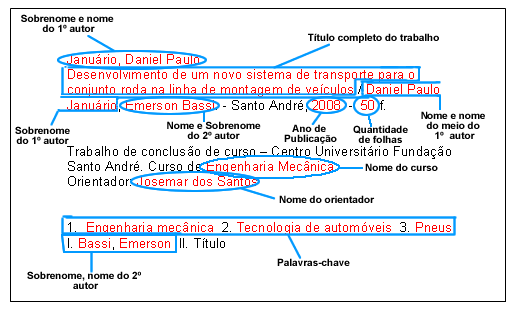 Sobrenome e nome
do 1º autor
Título completo do trabalho
Januário, Daniel Paulo
Desenvolvimento de um novo sistema de transporte para o
conjunto roda na linha de montagem de veículos / Daniel Paulo
Januário, Emerson Bassi - Santo André, 2008 - 50 f.
Sobrenome
do 1º autor
Nome e Sobrenome
do 2º autor
Ano de
Publicação
Quantidade
de folhas
Nome e nome
do meio do
1º autor
Trabalho de conclusão de curso – Centro Universitário Fundação
Santo André. Curso de Engenharia Mecânica
Nome do curso
Orientador: Josemar dos Santos
Nome do orientador
1. Engenharia mecânica 2. Tecnologia de automóveis 3. Pneus
I. Bassi, Emerson II. Título
Sobrenome, nome do 2º
autor
Palavras-chave